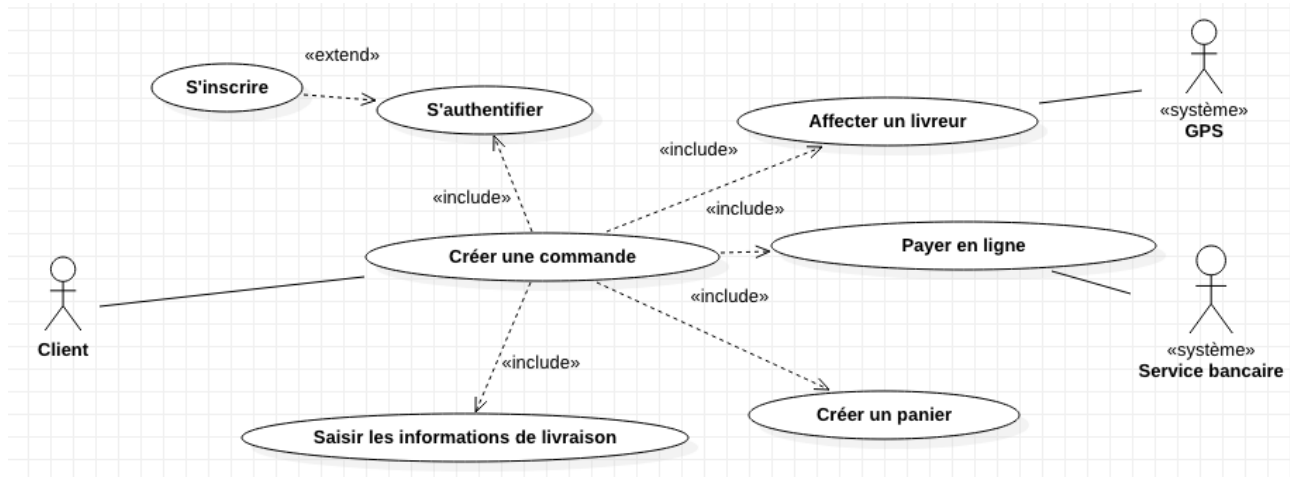 «extend»
S'inscrire
S'authentifier
Affecter un livreur
«système»
GPS
«include»
«include»
«include»
Créer une commande
Payer en ligne
«include»
Client
«système»
Service bancaire
«include»
Créer un panier
Saisir les informations de livraison